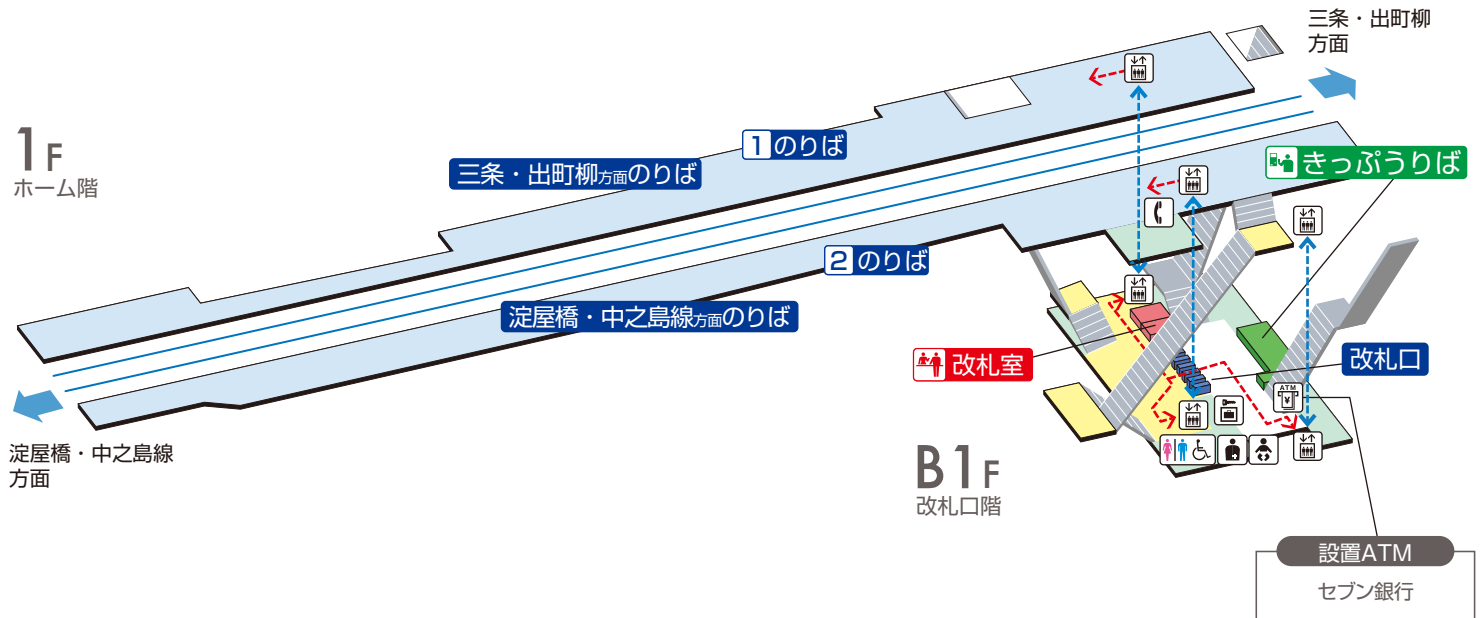 三条・出町柳
方面
1F
ホーム階
1 のりば
三条・出町柳方面のりば
きっぷうりば
2 のりば
淀屋橋・中之島線方面のりば
改札室
改札口
ATM
¥
淀屋橋・中之島線
方面
B1F
改札口階
設置ATM
セブン銀行